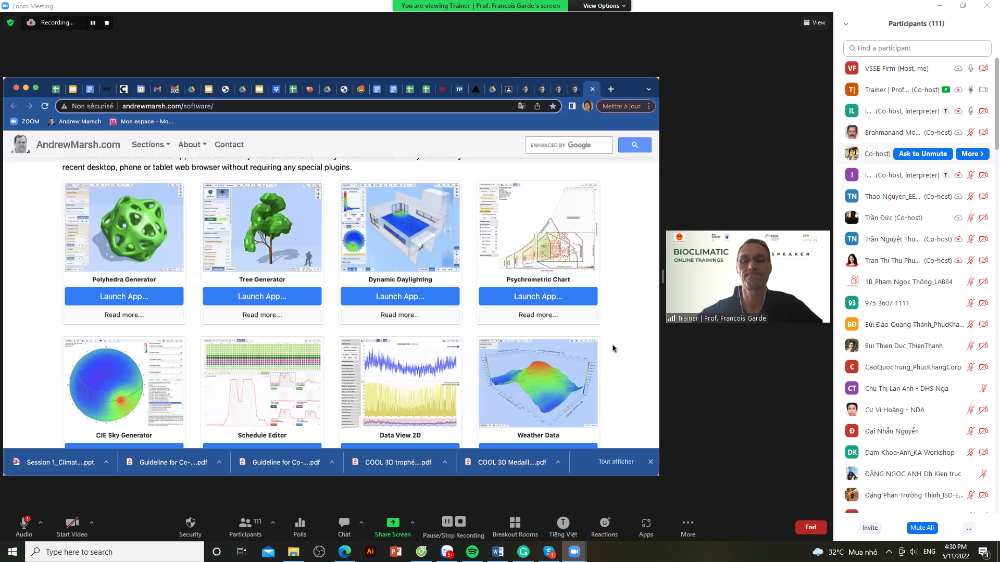 Zoom Meeting
You are viewing Trainer | Prof. Francois Garde's screen
View Options
Recording...
View
Non sécurisé
andrewmarsh.com/software/
Mettre à jour
ZOOM
Andrew Marsch
Mon espace - Mo...
AndrewMarsh.com
Sections
About
Contact
ENHANCED BY Google
recent desktop, phone or tablet web browser without requiring any special plugins.
Polyhedra Generator
Tree Generator
Dynamic Daylighting
Psychrometric Chart
Launch App...
Launch App...
Launch App...
Launch App...
Read more...
Read more...
Read more...
Read more...
CIE Sky Generator
Schedule Editor
Data View 2D
Weather Data
Session 1_Climat....ppt
Guideline for Co-....pdf
Guideline for Co-....pdf
COOL 3D trophé....pdf
COOL 3D Medaill....pdf
Tout afficher
BIOCLIMATIC
ONLINE TRAININGS
SPEAKER
Trainer | Prof. Francois Garde
Participants (111)
Find a participant
VF VSSE Firm (Host, me)
T| Trainer | Prof... (Co-host)
IL I... (Co-host, interpreter) T
Brahmanand Mo... (Co-host)
Co-host) Ask to Unmute More
I I... (Co-host, interpreter) T
TN Thao Nguyen_EE... (Co-host)
Trần Đức (Co-host)
TN Trần Nguyệt Thu... (Co-host)
Tran Thi Thu Phu... (Co-host)
1B_Phạm Ngọc Thông_LAB84
93 975 3607 1111
BĐ Bùi Đào Quang Thành_PhucKha...
Bui Thien Duc_ThienThanh
C CaoQuocTrung_PhucKhangCorp
CT Chu Thị Lan Anh - DHS Nga
Cư Vi Hoàng - NDA
Đ Đại Nhẫn Nguyễn
DK Dam Khoa-Anh_KA Workshop
ĐẶNG NGỌC ANH_Dh Kien truc
Đặng Phan Trường Thịnh_ISD-E...
Invite
Mute All
...
Audio
Start Video
Security
Participants
111
Polls
Chat
Share Screen
Pause/Stop Recording
Breakout Rooms
Tiếng Việt
Reactions
Apps
More
End
Type here to search
32°C Mưa nhỏ
ENG
4:30 PM
5/11/2022
3